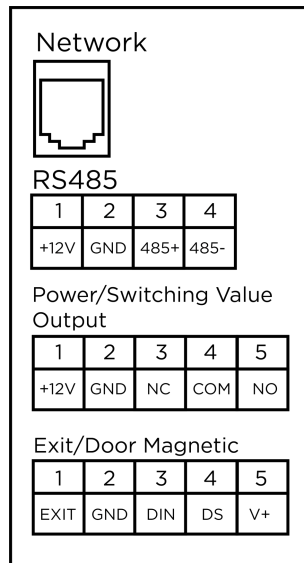 Network
RS485
1 2 3 4
+12V GND 485+ 485-
Power/Switching Value
Output
1 2 3 4 5
+12V GND NC COM NO
Exit/Door Magnetic
1 2 3 4 5
EXIT GND DIN DS V+